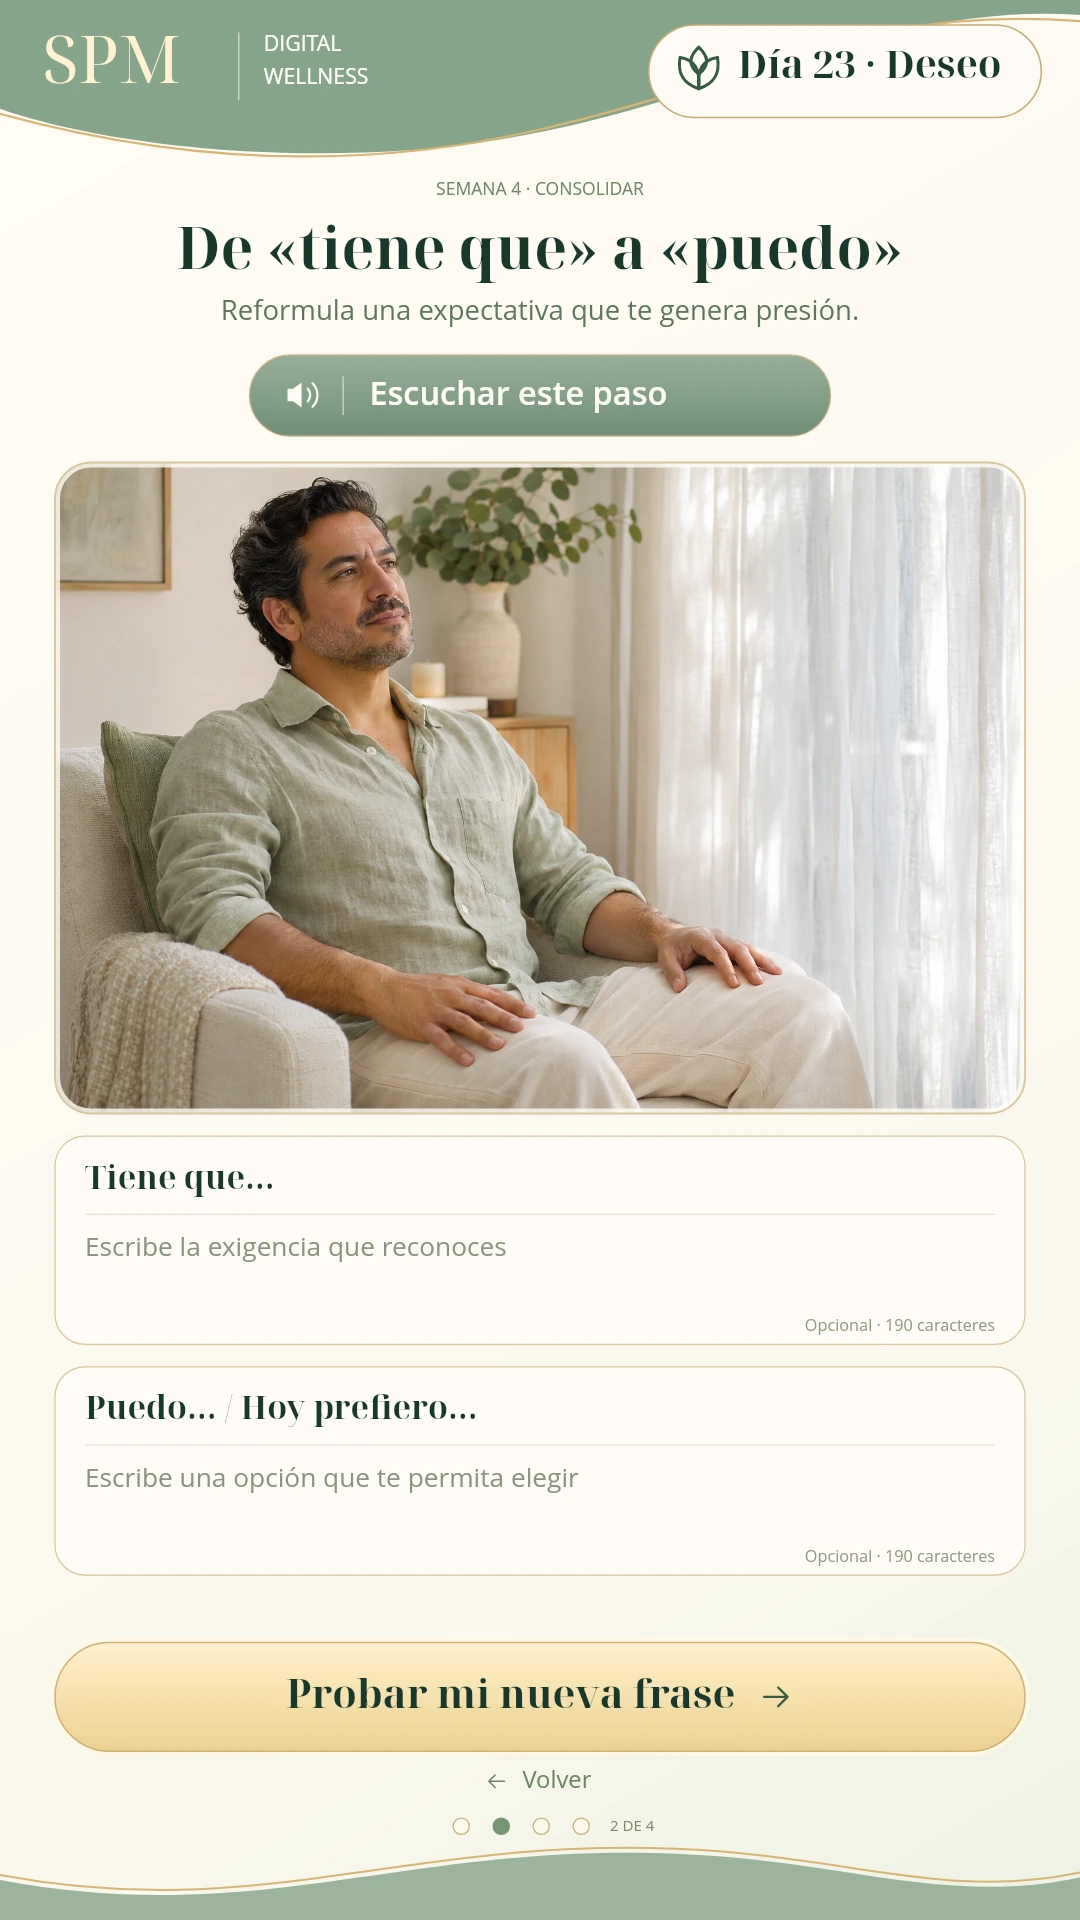 SPM
DIGITAL
WELLNESS
Día 23 · Deseo
SEMANA 4 · CONSOLIDAR
De «tiene que» a «puedo»
Reformula una expectativa que te genera presión.
Escuchar este paso
Tiene que...
Escribe la exigencia que reconoces
Opcional · 190 caracteres
Puedo... / Hoy prefiero...
Escribe una opción que te permita elegir
Opcional · 190 caracteres
Probar mi nueva frase →
← Volver
2 DE 4